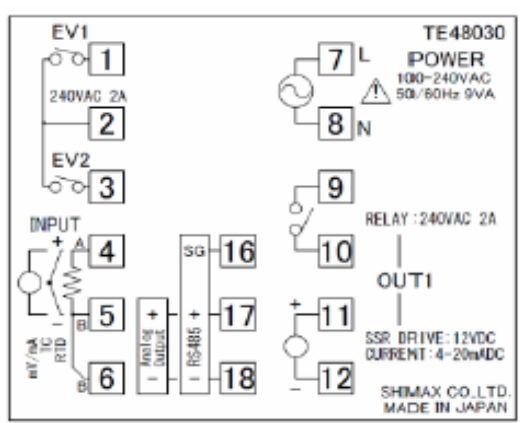 TE48030
EV1
1
7 L
POWER
100-240VAC
50/60Hz 9VA
240VAC 2A
2
8 N
EV2
3
9
RELAY:240VAC 2A
INPUT
+ A 4
SG 16
10
OUT1
- B 5
+ + 17
+ 11
mV/mA
TC
RTD
Analog
Output
RS485
SSR DRIVE:12VDC
CURRENT:4-20mADC
B 6
- - 18
- 12
SHIMAX CO.,LTD.
MADE IN JAPAN